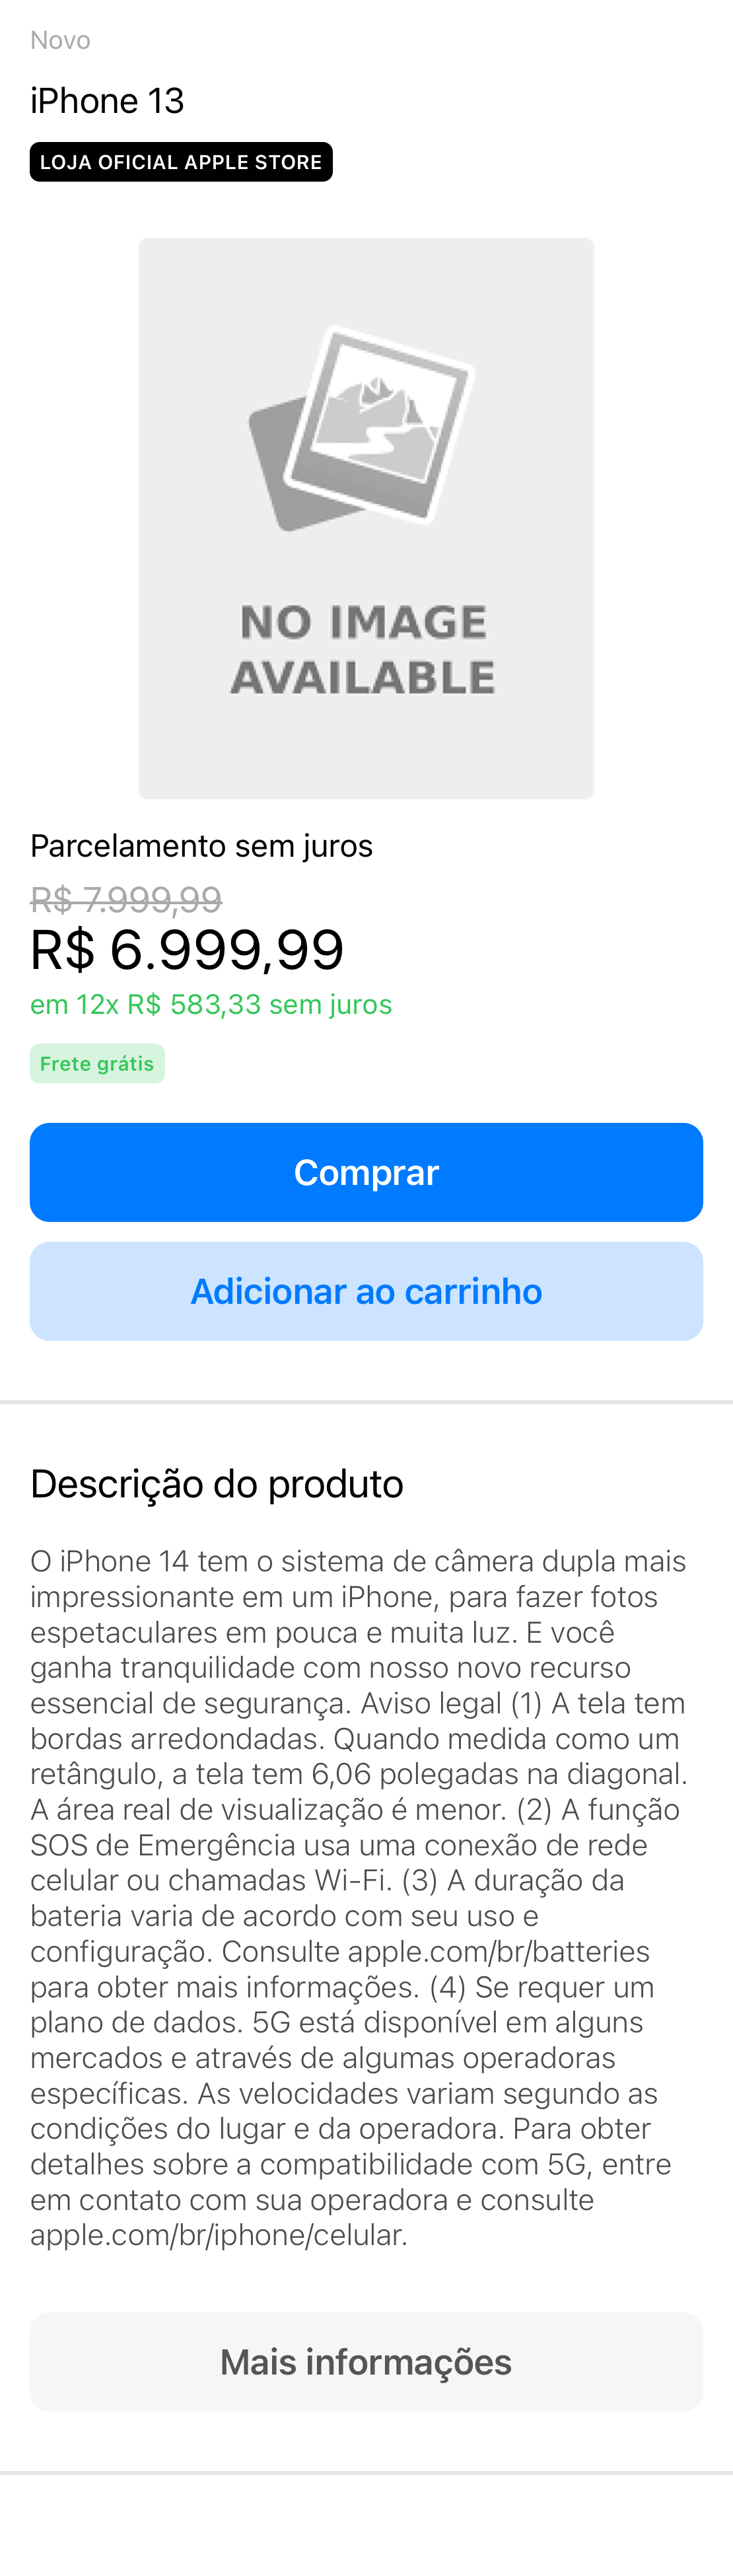 Novo
iPhone 13
LOJA OFICIAL APPLE STORE
NO IMAGE
AVAILABLE
Parcelamento sem juros
R$ 7.999,99
R$ 6.999,99
em 12x R$ 583,33 sem juros
Frete grátis
Comprar
Adicionar ao carrinho
Descrição do produto
O iPhone 14 tem o sistema de câmera dupla mais
impressionante em um iPhone, para fazer fotos
espetaculares em pouca e muita luz. E você
ganha tranquilidade com nosso novo recurso
essencial de segurança. Aviso legal (1) A tela tem
bordas arredondadas. Quando medida como um
retângulo, a tela tem 6,06 polegadas na diagonal.
A área real de visualização é menor. (2) A função
SOS de Emergência usa uma conexão de rede
celular ou chamadas Wi-Fi. (3) A duração da
bateria varia de acordo com seu uso e
configuração. Consulte apple.com/br/batteries
para obter mais informações. (4) Se requer um
plano de dados. 5G está disponível em alguns
mercados e através de algumas operadoras
específicas. As velocidades variam segundo as
condições do lugar e da operadora. Para obter
detalhes sobre a compatibilidade com 5G, entre
em contato com sua operadora e consulte
apple.com/br/iphone/celular.
Mais informações